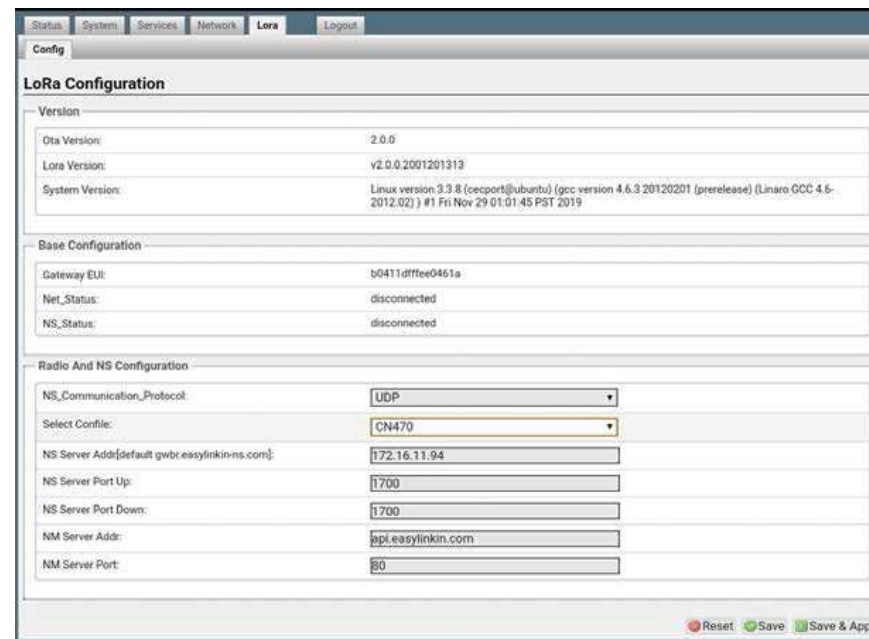 Status System Services Network Lora Logout
Config
LoRa Configuration
Version
Ota Version: 2.0.0
Lora Version: v2.0.0.2001201313
System Version: Linux version 3.3.8 (cecport@ubuntu) (gcc version 4.6.3 20120201 (prerelease) (Linaro GCC 4.6-
2012.02) ) #1 Fri Nov 29 01:01:45 PST 2019
Base Configuration
Gateway EUI: b0411dfffee0461a
Net_Status: disconnected
NS_Status: disconnected
Radio And NS Configuration
NS_Communication_Protocol: UDP
Select Confile: CN470
NS Server Addr[default gwbr.easylinkin-ns.com]: 172.16.11.94
NS Server Port Up: 1700
NS Server Port Down: 1700
NM Server Addr: api.easylinkin.com
NM Server Port: 80
Reset Save Save & App